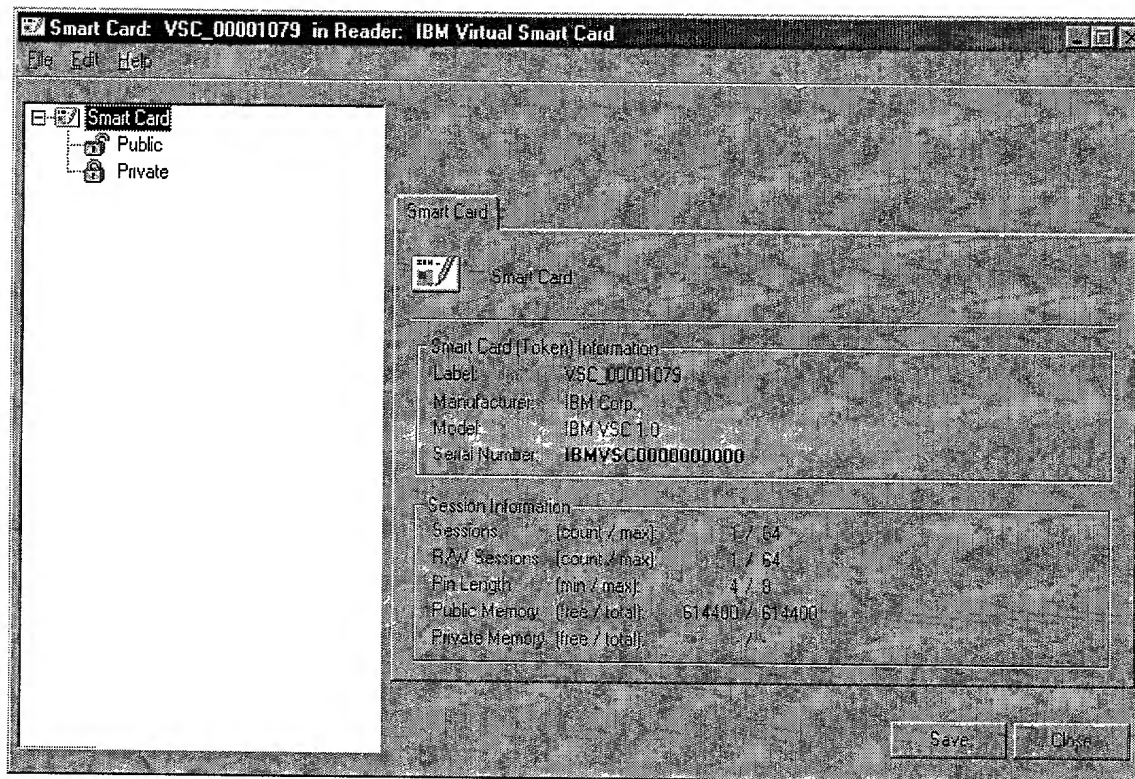 Smart Card: VSC_00001079 in Reader: IBM Virtual Smart Card
File Edit Help
Smart Card
Public
Private
Smart Card
Smart Card
Smart Card (Token) Information
Label: VSC_00001079
Manufacturer: IBM Corp.
Model: IBM VSC 1.0
Serial Number: IBMVSC0000000000
Session Information
Sessions (count / max): 1 / 64
R/W Sessions (count / max): 1 / 64
Pin Length (min / max): 4 / 8
Public Memory (free / total): 614400 / 614400
Private Memory (free / total): - / -
Save Close